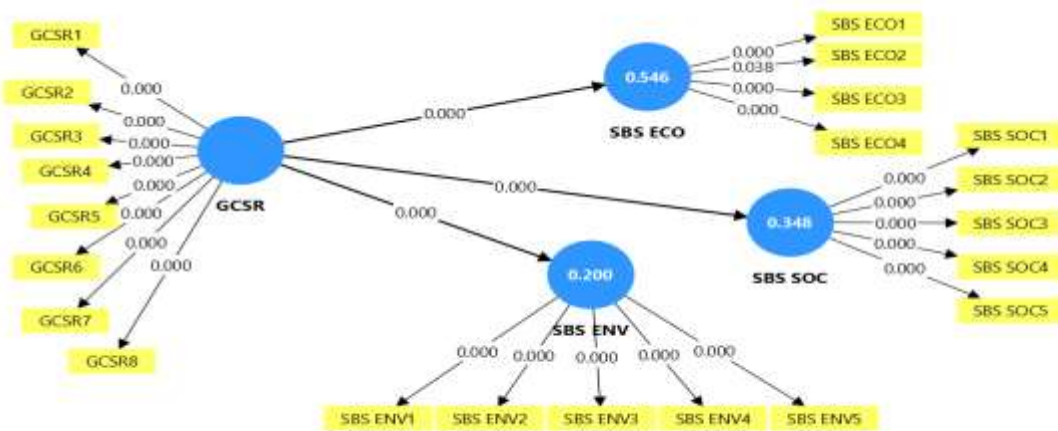 GCSR1
GCSR2
GCSR3
GCSR4
GCSR5
GCSR6
GCSR7
GCSR8
0.000
0.000
0.000
0.000
0.000
0.000
0.000
0.000
GCSR
0.000
0.000
0.000
0.546
SBS ECO
0.000
0.038
0.000
0.000
SBS ECO1
SBS ECO2
SBS ECO3
SBS ECO4
0.348
SBS SOC
0.000
0.000
0.000
0.000
0.000
SBS SOC1
SBS SOC2
SBS SOC3
SBS SOC4
SBS SOC5
0.200
SBS ENV
0.000
0.000
0.000
0.000
0.000
SBS ENV1
SBS ENV2
SBS ENV3
SBS ENV4
SBS ENV5